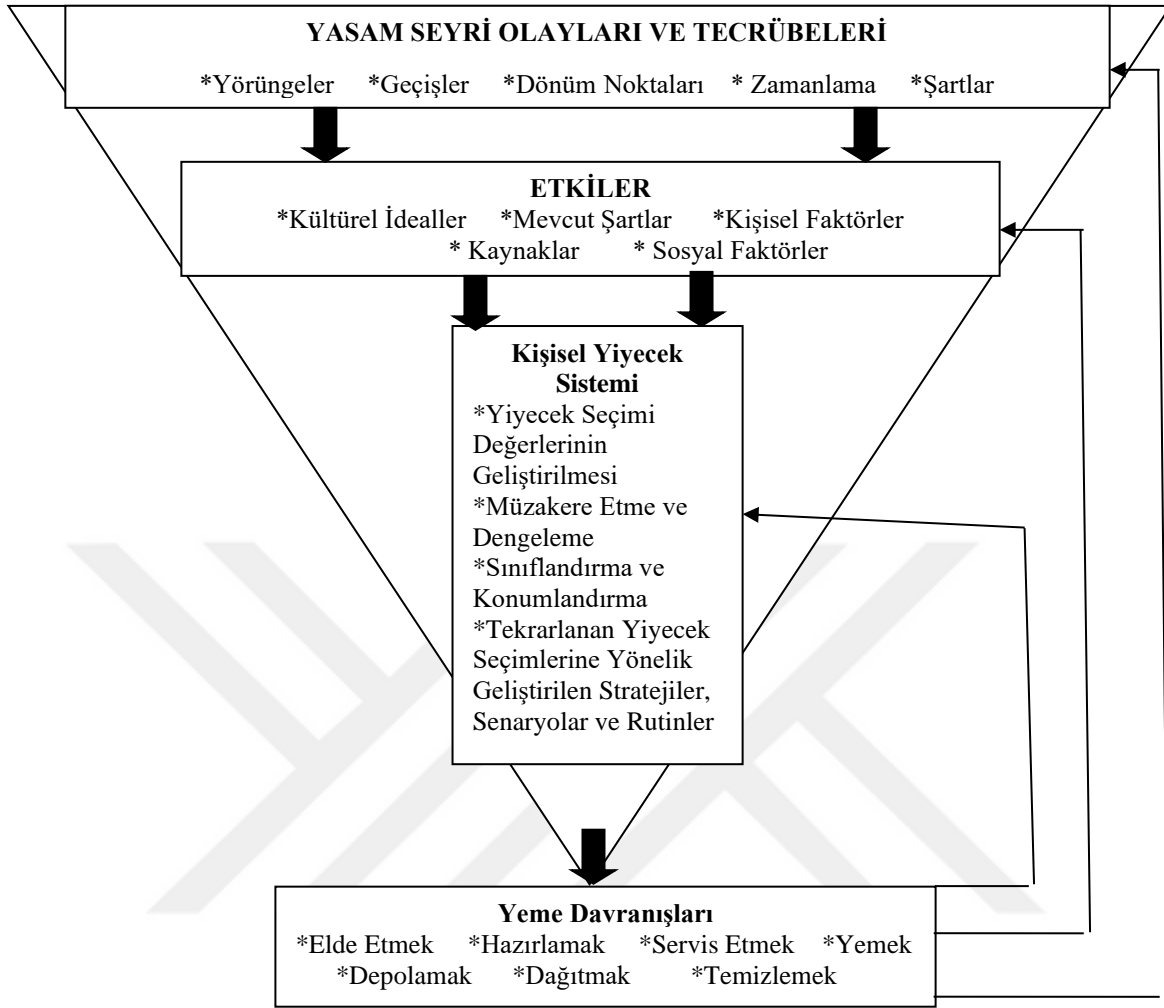 YASAM SEYRİ OLAYLARI VE TECRÜBELERİ
*Yörüngeler *Geçişler *Dönüm Noktaları * Zamanlama *Şartlar
ETKİLER
*Kültürel İdealler *Mevcut Şartlar *Kişisel Faktörler
* Kaynaklar * Sosyal Faktörler
Kişisel Yiyecek
Sistemi
*Yiyecek Seçimi
Değerlerinin
Geliştirilmesi
*Müzakere Etme ve
Dengeleme
*Sınıflandırma ve
Konumlandırma
*Tekrarlanan Yiyecek
Seçimlerine Yönelik
Geliştirilen Stratejiler,
Senaryolar ve Rutinler
Yeme Davranışları
*Elde Etmek *Hazırlamak *Servis Etmek *Yemek
*Depolamak *Dağıtmak *Temizlemek